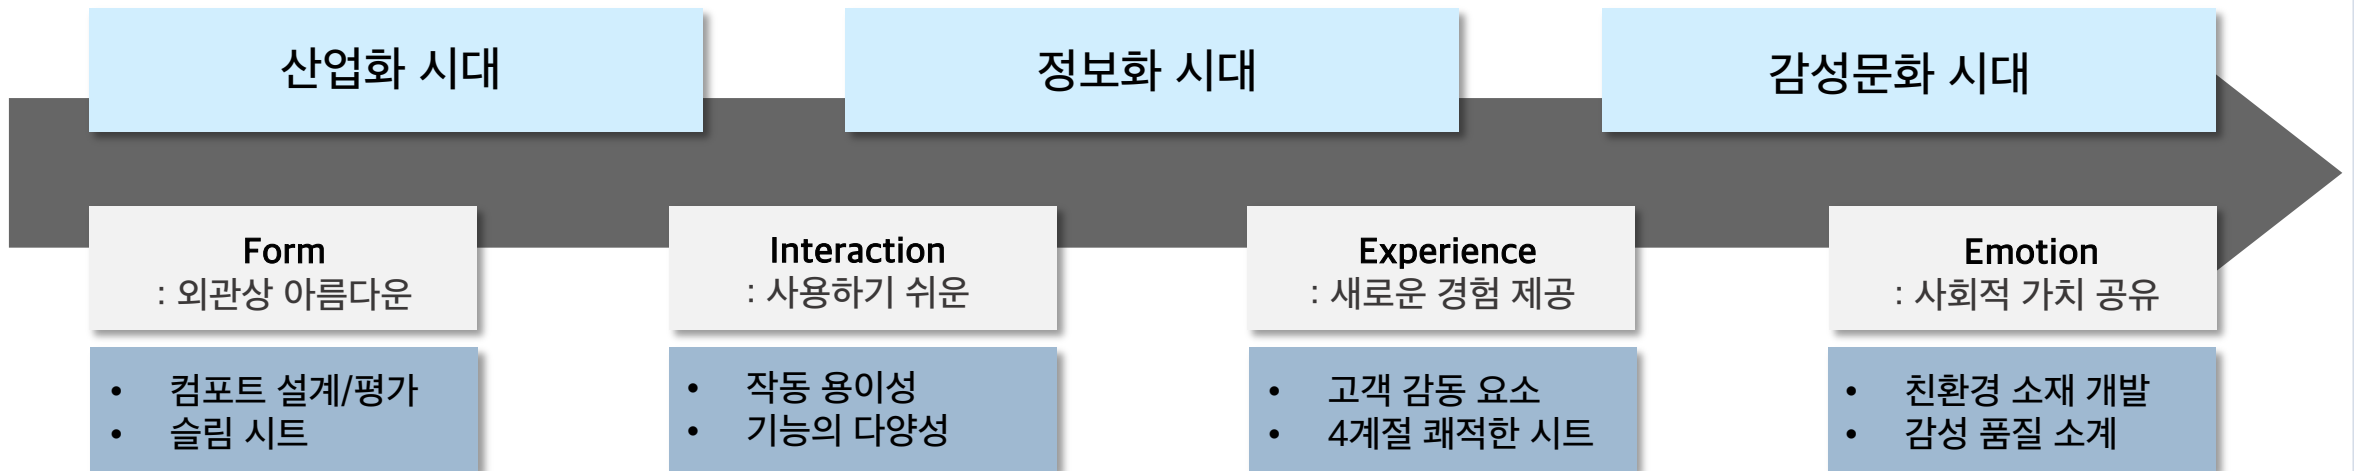 산업화 시대
정보화 시대
감성문화 시대
Form
: 외관상 아름다운
Interaction
: 사용하기 쉬운
Experience
: 새로운 경험 제공
Emotion
: 사회적 가치 공유
• 컴포트 설계/평가
• 슬림 시트
• 작동 용이성
• 기능의 다양성
• 고객 감동 요소
• 4계절 쾌적한 시트
• 친환경 소재 개발
• 감성 품질 소계